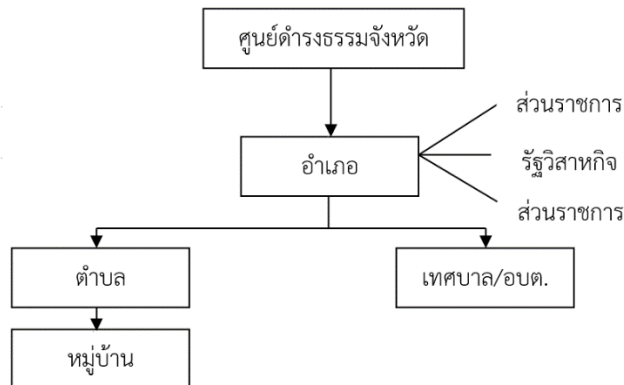 ศูนย์ดำรงธรรมจังหวัด
ส่วนราชการ
อำเภอ
รัฐวิสาหกิจ
ส่วนราชการ
ตำบล
เทศบาล/อบต.
หมู่บ้าน